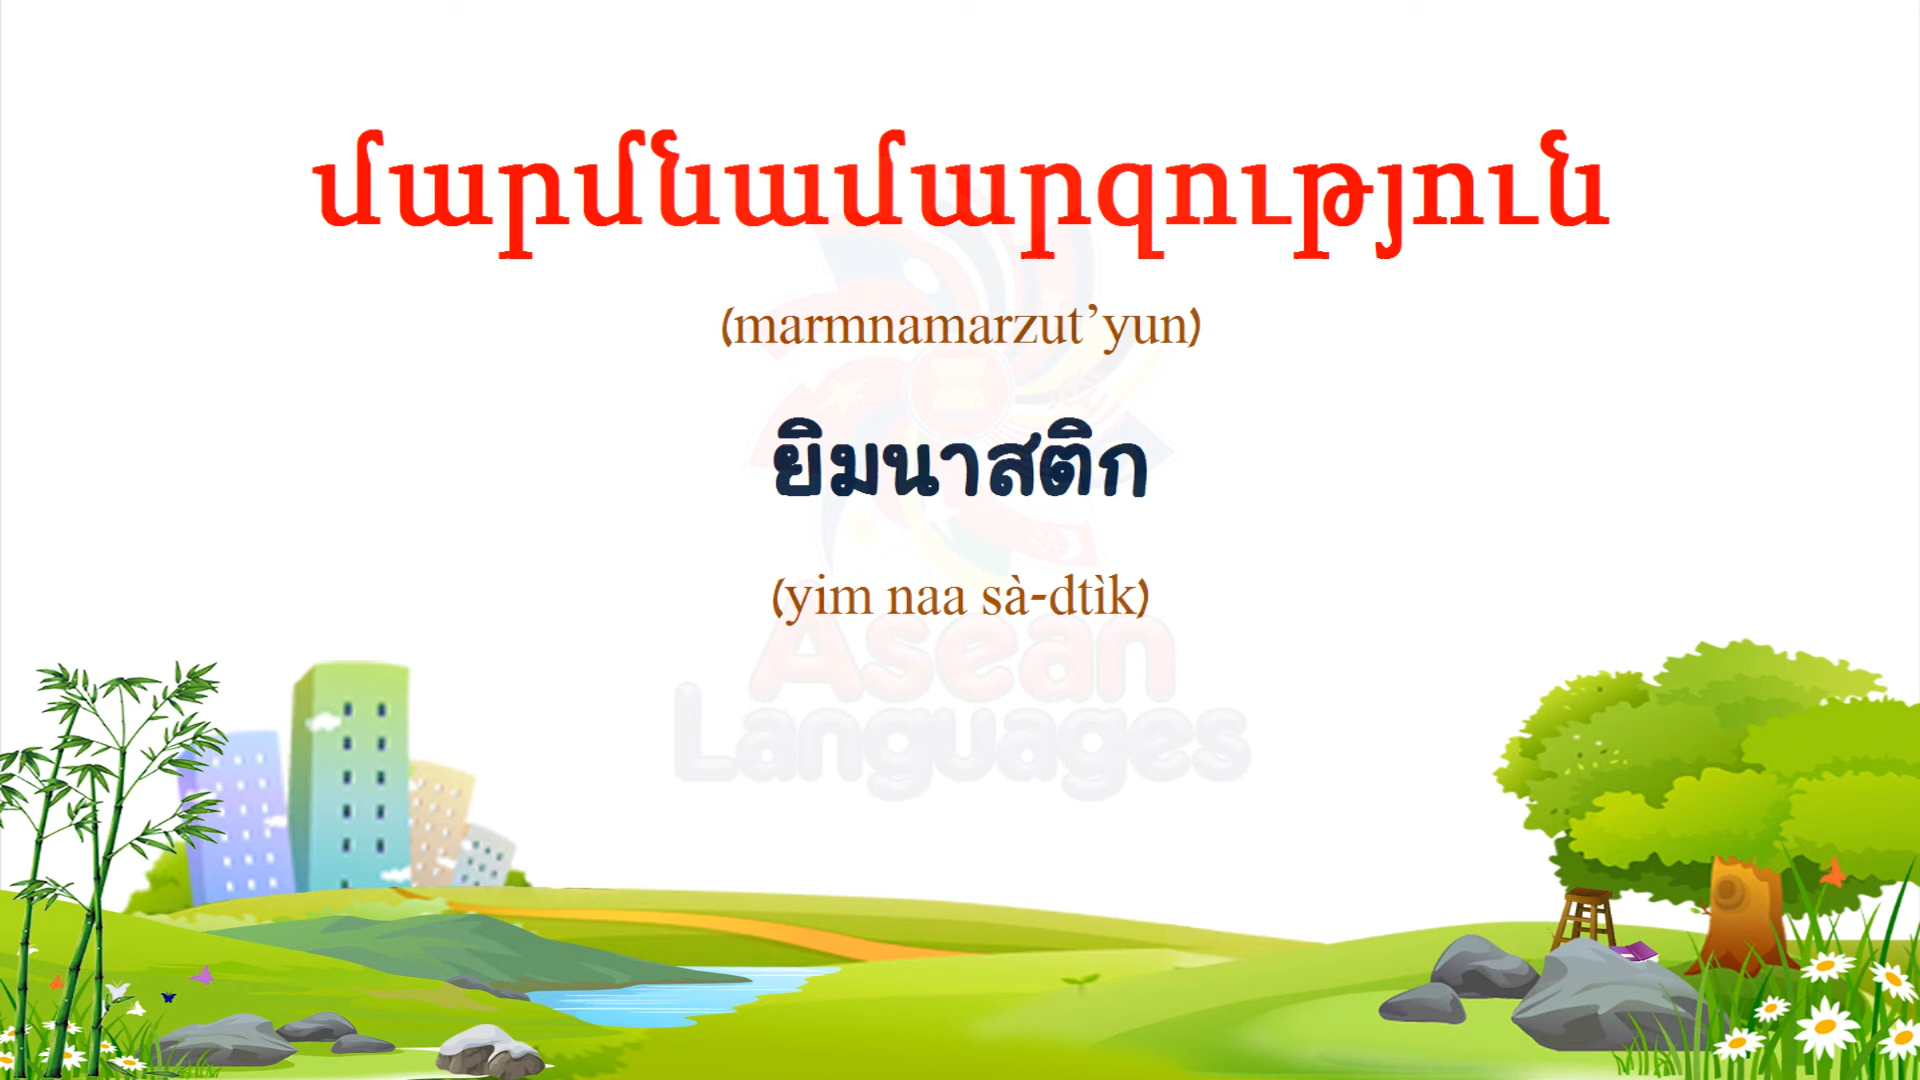 մարմնամարզություն
(marmnamarzut’yun)
ยิมนาสติก
(yim naa sà-dtìk)
Asean
Languages